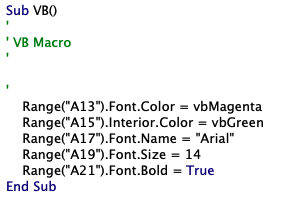 Sub VB()
'
' VB Macro
'

'
Range("A13").Font.Color = vbMagenta
Range("A15").Interior.Color = vbGreen
Range("A17").Font.Name = "Arial"
Range("A19").Font.Size = 14
Range("A21").Font.Bold = True
End Sub